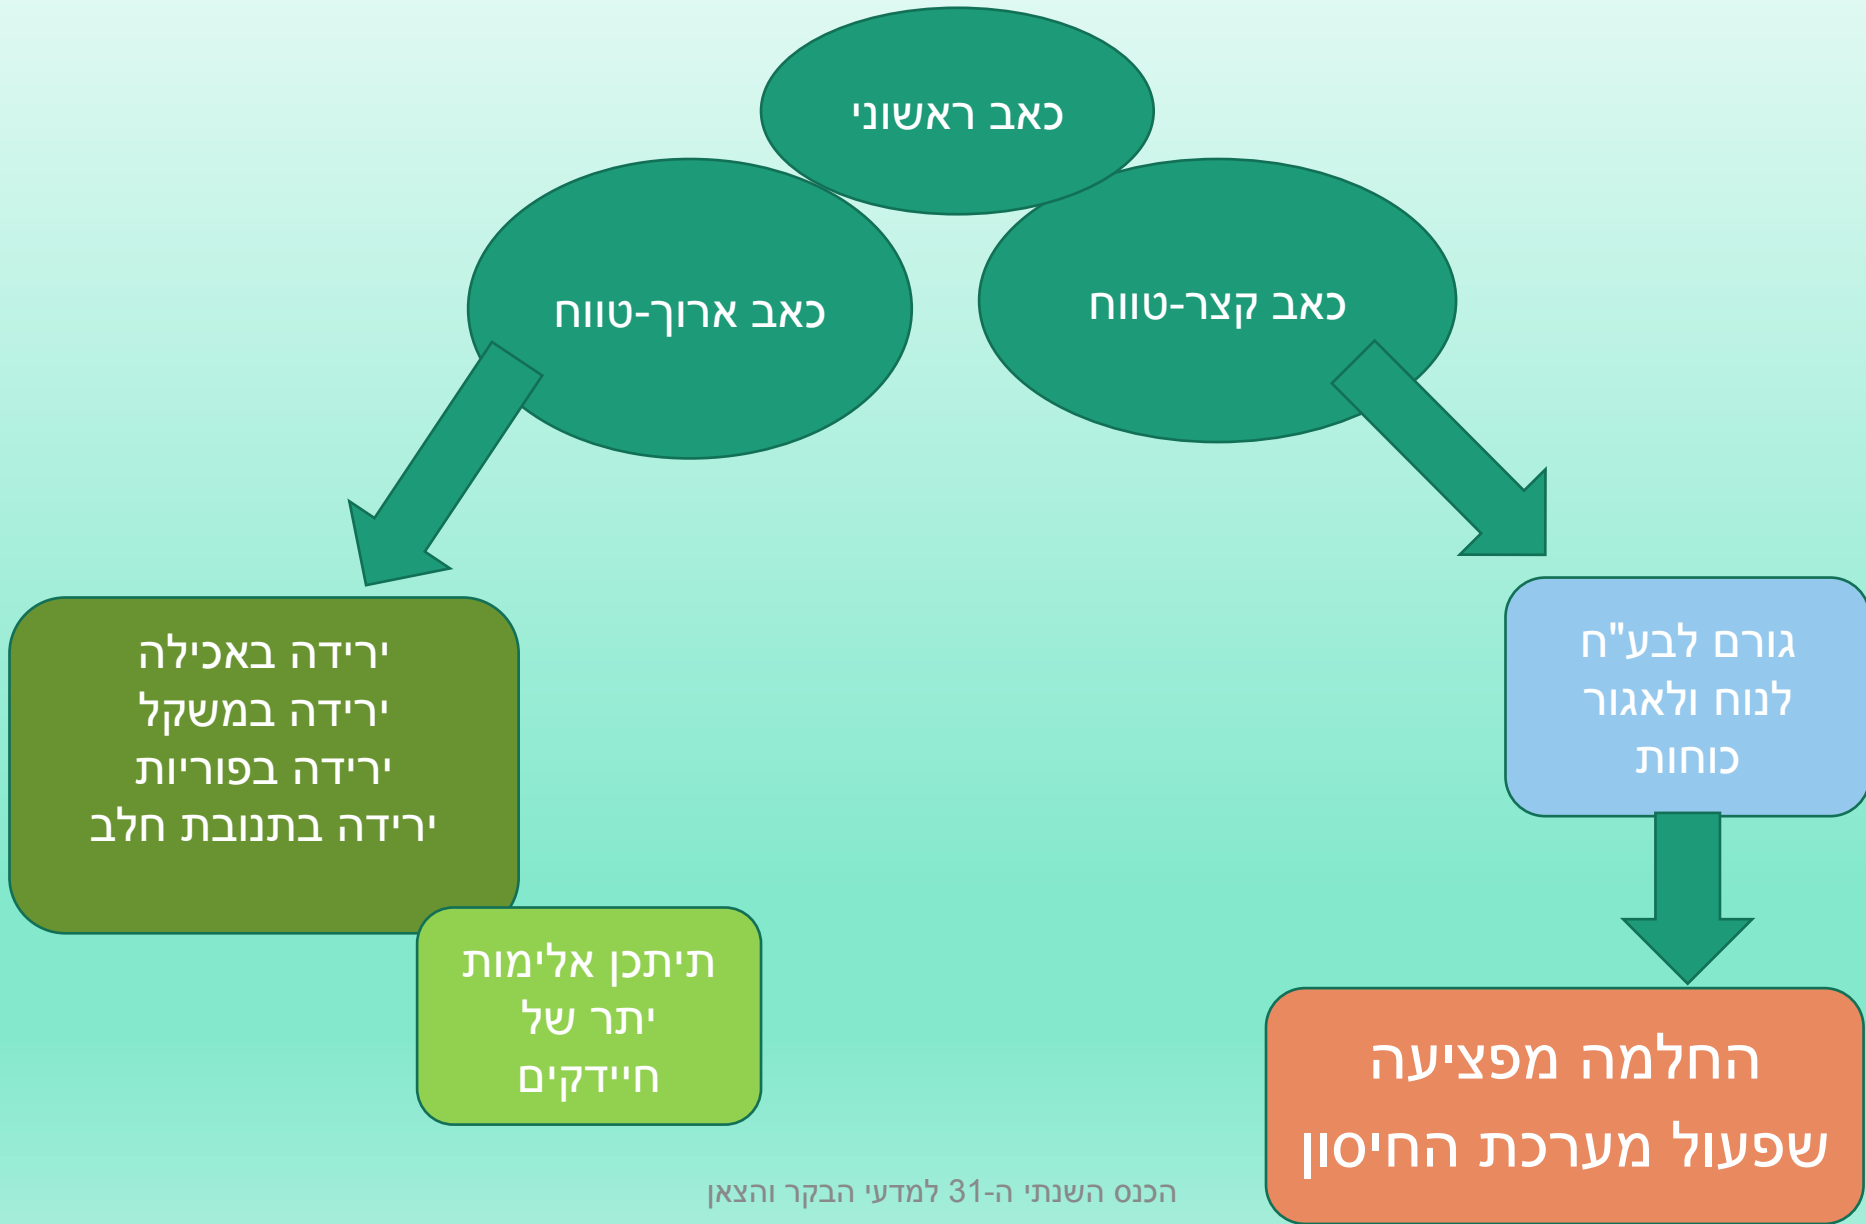 כאב ראשוני
כאב קצר-טווח
כאב ארוך-טווח
גורם לבע"ח
לנוח ולאגור
כוחות
החלמה מפציעה
שפעול מערכת החיסון
ירידה באכילה
ירידה במשקל
ירידה בפוריות
ירידה בתנובת חלב
תיתכן אלימות
יתר של
חיידקים
הכנס השנתי ה-31 למדעי הבקר והצאן